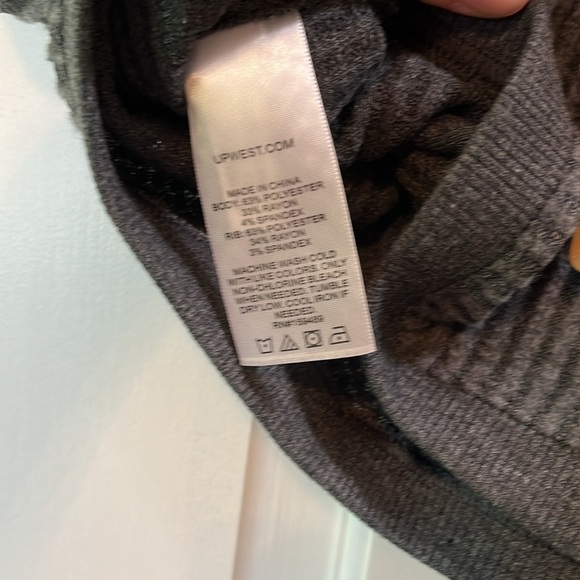 UPWEST.COM
MADE IN CHINA
BODY: 63% POLYESTER
33% RAYON
4% SPANDEX
RIB: 63% POLYESTER
34% RAYON
3% SPANDEX
MACHINE WASH COLD
WITH LIKE COLORS, ONLY
NON-CHLORINE BLEACH
WHEN NEEDED, TUMBLE
DRY LOW, COOL IRON IF
NEEDED.
RN#159489